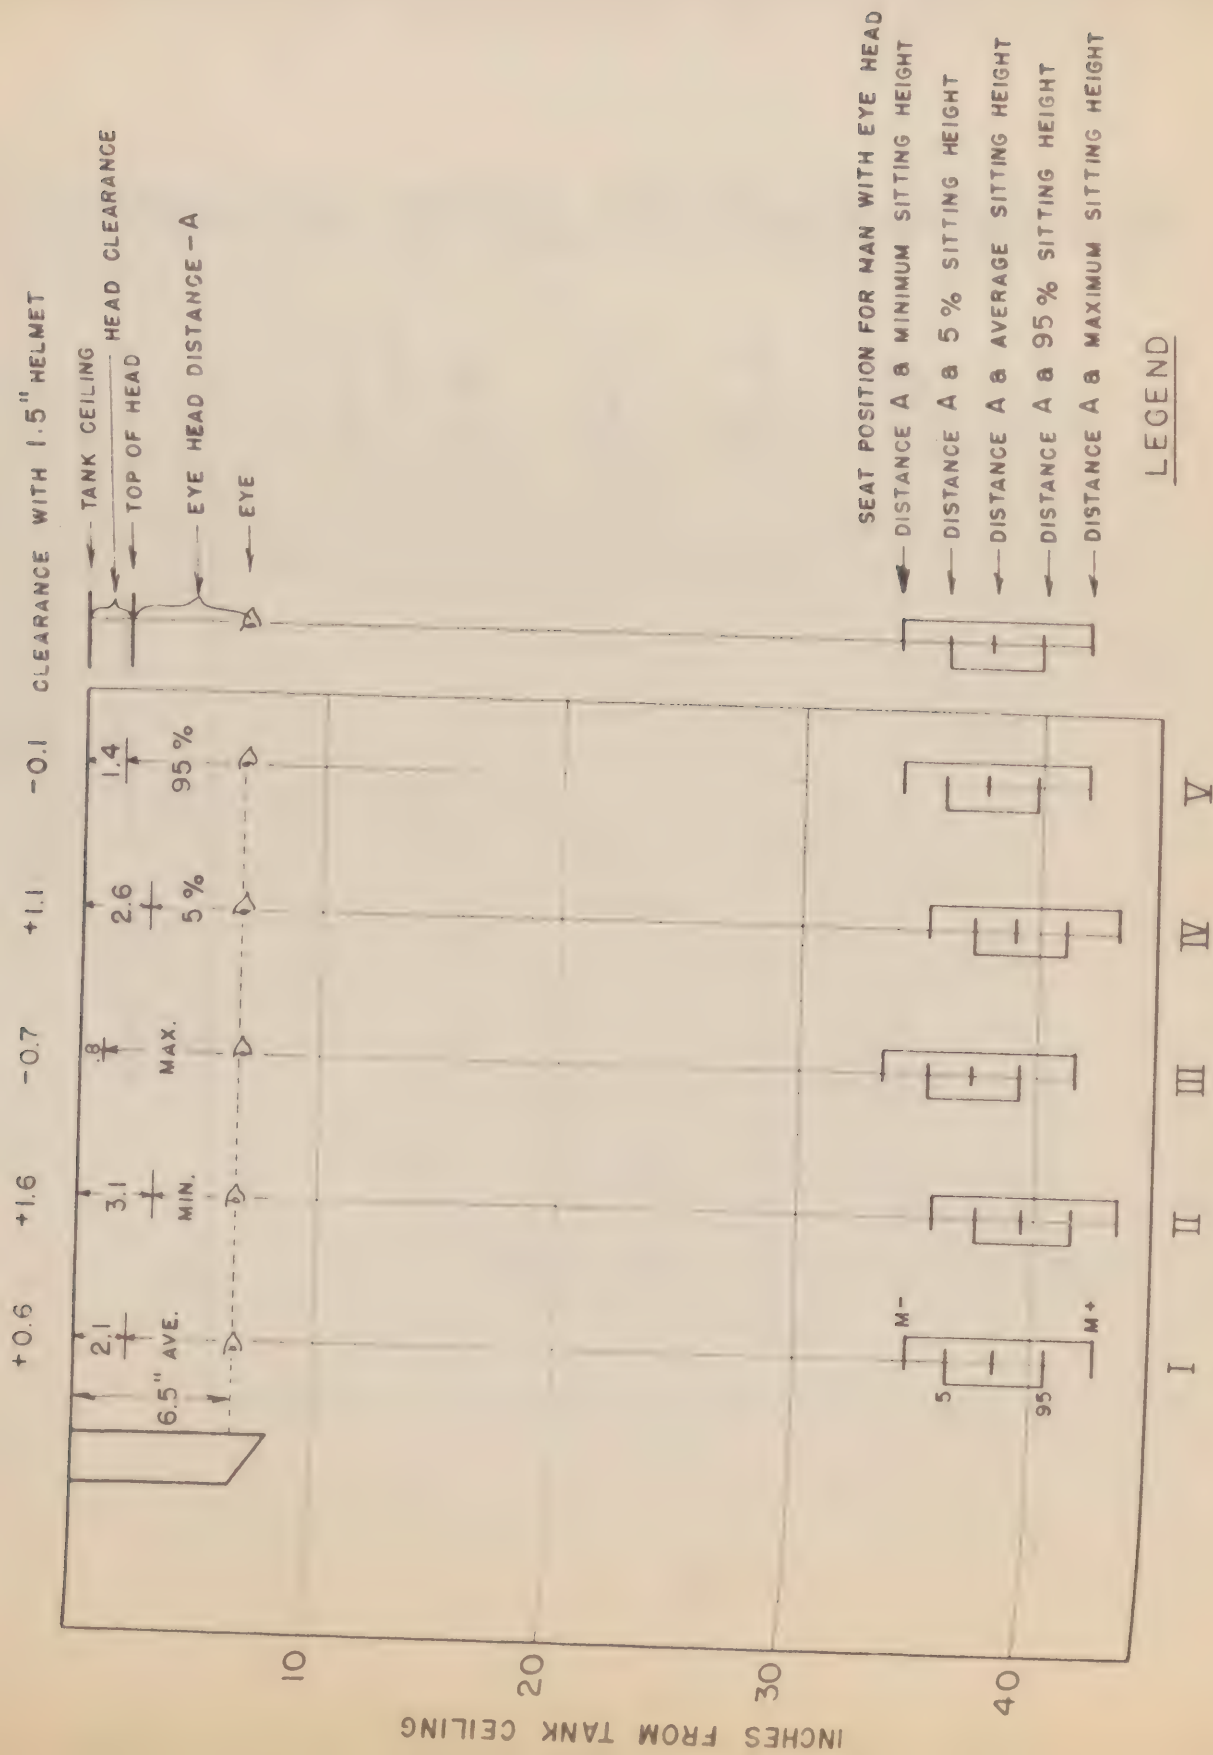 +0.6 +1.6 -0.7 +1.1 -0.1 CLEARANCE WITH 1.5" HELMET
TANK CEILING
HEAD CLEARANCE
TOP OF HEAD
EYE HEAD DISTANCE-A
EYE
2.1 3.1 .8 2.6 1.4
6.5" AVE. MIN. MAX. 5% 95%
INCHES FROM TANK CEILING
10
20
30
40
M-
5
95
M+
I II III IV V
SEAT POSITION FOR MAN WITH EYE HEAD
DISTANCE A & MINIMUM SITTING HEIGHT
DISTANCE A & 5% SITTING HEIGHT
DISTANCE A & AVERAGE SITTING HEIGHT
DISTANCE A & 95% SITTING HEIGHT
DISTANCE A & MAXIMUM SITTING HEIGHT
LEGEND